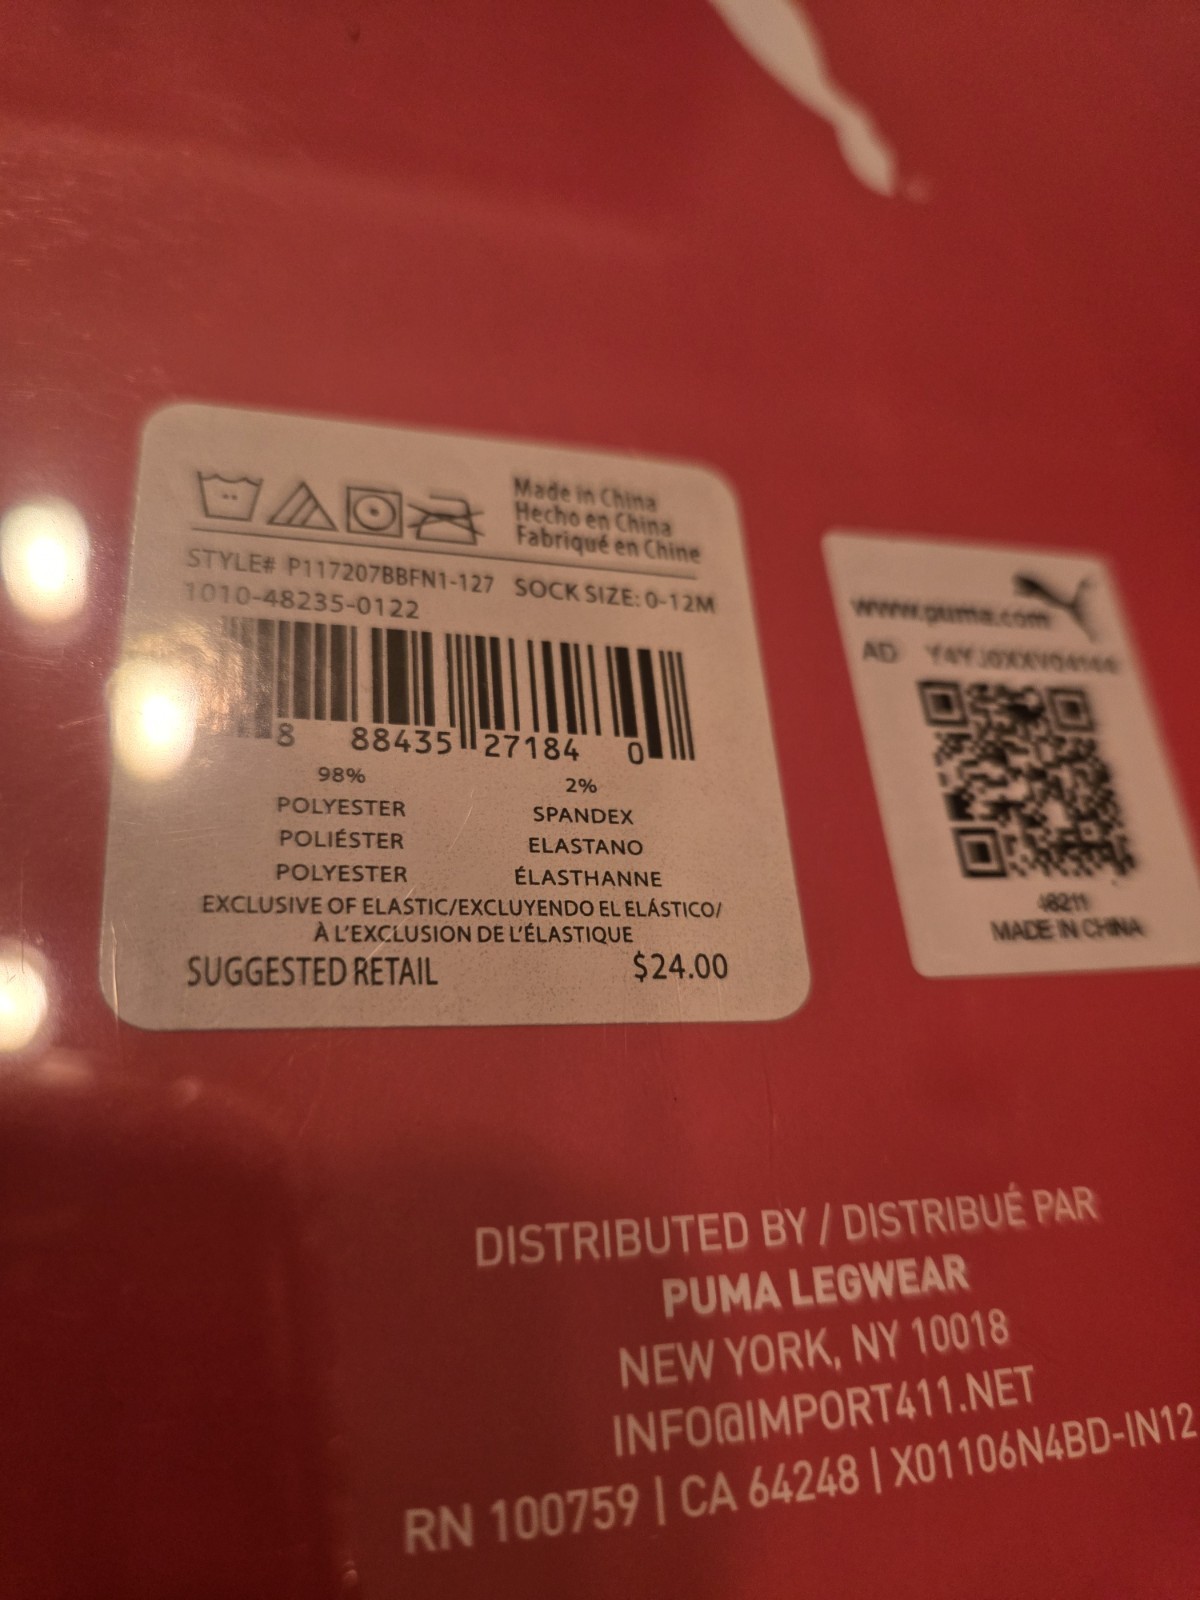 Made in China
Hecho en China
Fabriqué en Chine
STYLE# P117207BBFN1-127 SOCK SIZE: 0-12M
1010-48235-0122
8 88435 27184 0
98%
POLYESTER
POLIÉSTER
POLYESTER
2%
SPANDEX
ELASTANO
ÉLASTHANNE
EXCLUSIVE OF ELASTIC/EXCLUYENDO EL ELÁSTICO/
À L'EXCLUSION DE L'ÉLASTIQUE
SUGGESTED RETAIL $24.00
www.puma.com
AD
48211
MADE IN CHINA
DISTRIBUTED BY / DISTRIBUÉ PAR
PUMA LEGWEAR
NEW YORK, NY 10018
INFO@IMPORT411.NET
RN 100759 | CA 64248 | X01106N4BD-IN12